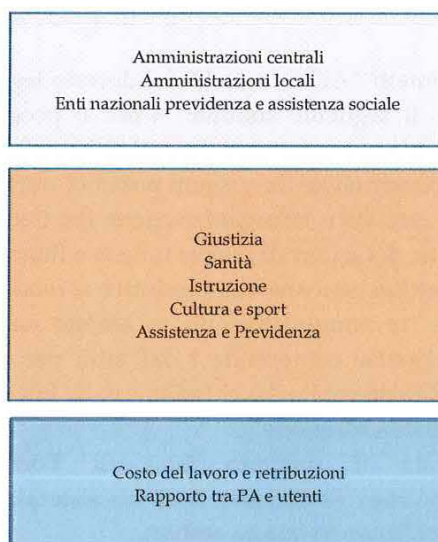 Amministrazioni centrali
Amministrazioni locali
Enti nazionali previdenza e assistenza sociale
Giustizia
Sanità
Istruzione
Cultura e sport
Assistenza e Previdenza
Costo del lavoro e retribuzioni
Rapporto tra PA e utenti